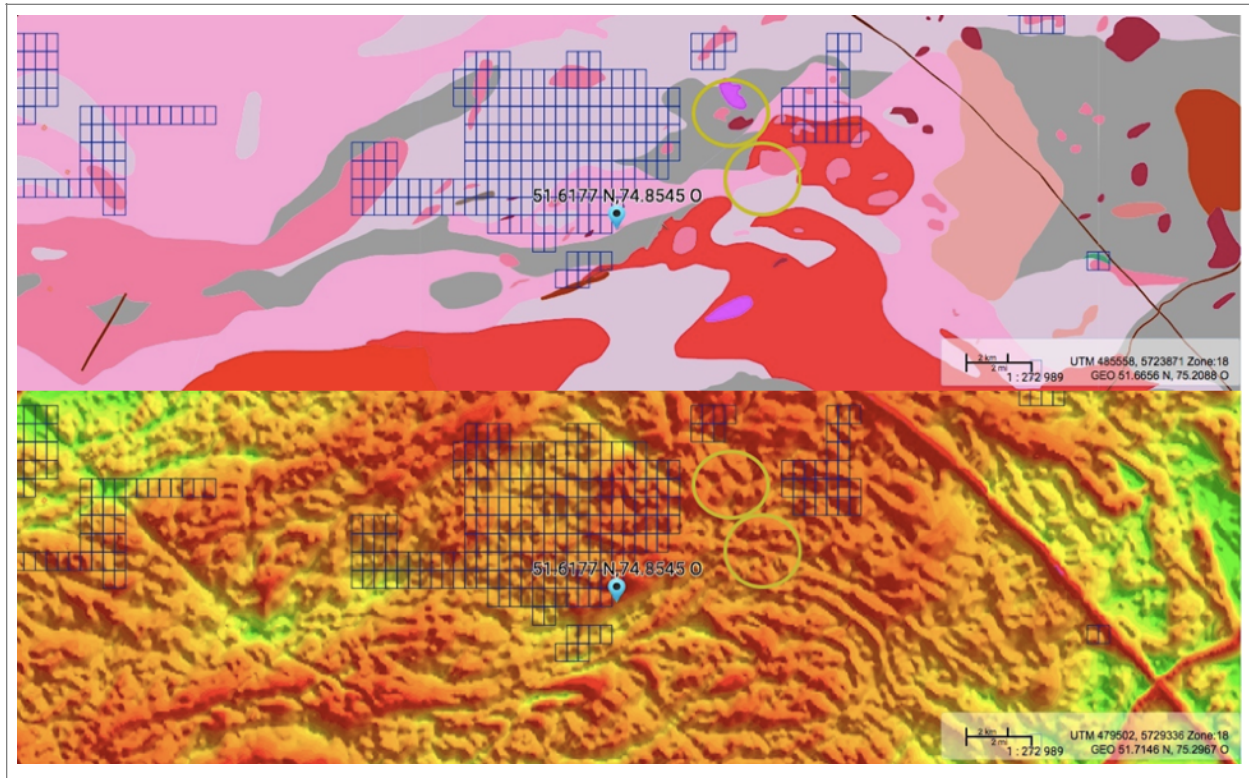 51.6177 N,74.8545 O
2 km
2 mi
1 : 272 989
UTM 485558, 5723871 Zone:18
GEO 51.6656 N, 75.2088 O
51.6177 N,74.8545 O
2 km
2 mi
1 : 272 989
UTM 479502, 5729336 Zone:18
GEO 51.7146 N, 75.2967 O